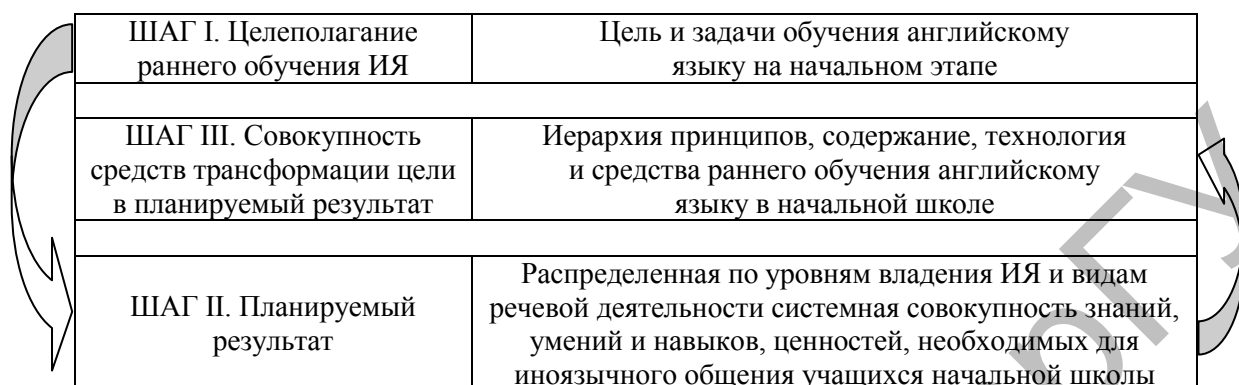 ШАГ I. Целеполагание
раннего обучения ИЯ
Цель и задачи обучения английскому
языку на начальном этапе
ШАГ III. Совокупность
средств трансформации цели
в планируемый результат
Иерархия принципов, содержание, технология
и средства раннего обучения английскому
языку в начальной школе
ШАГ II. Планируемый
результат
Распределенная по уровням владения ИЯ и видам
речевой деятельности системная совокупность знаний,
умений и навыков, ценностей, необходимых для
иноязычного общения учащихся начальной школы